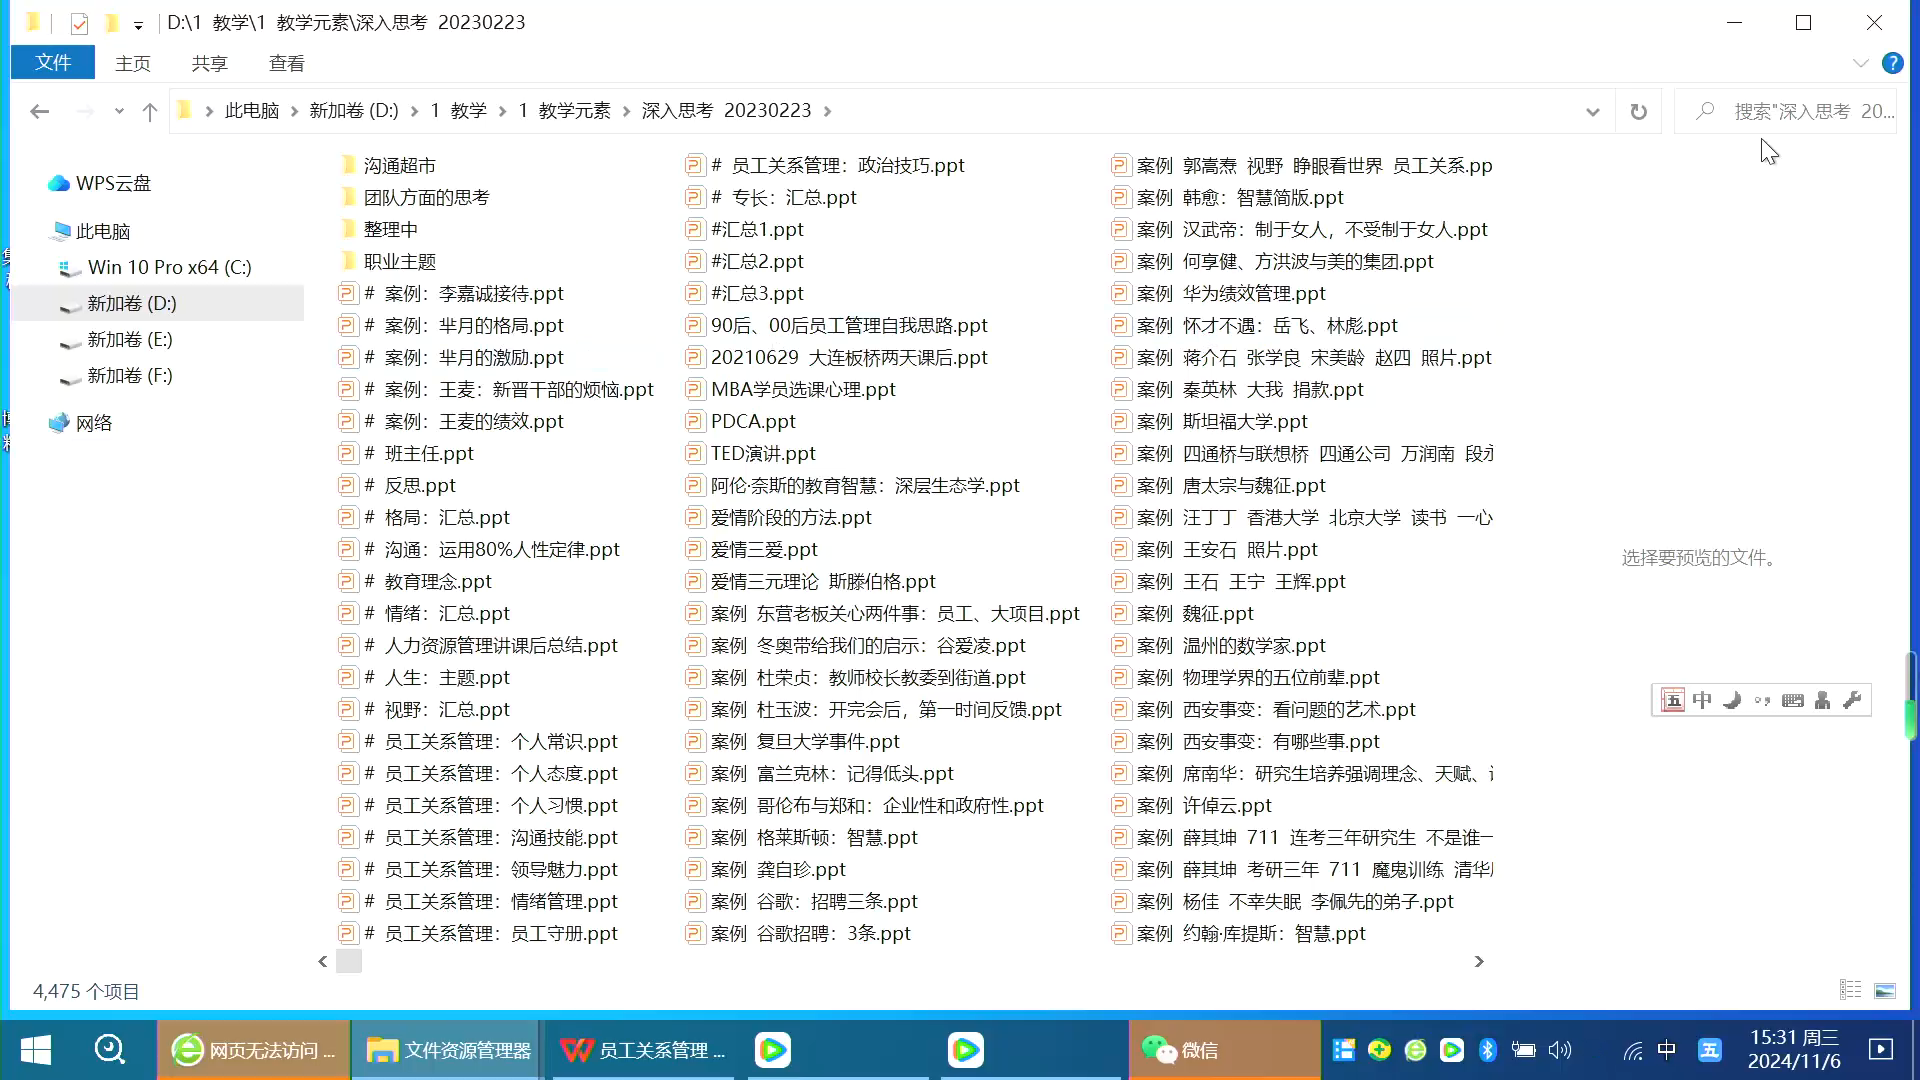 D:\1 教学\1 教学元素\深入思考 20230223
文件 主页 共享 查看
此电脑 新加卷 (D:) 1 教学 1 教学元素 深入思考 20230223
搜索"深入思考 20...
WPS云盘
此电脑
Win 10 Pro x64 (C:)
新加卷 (D:)
新加卷 (E:)
新加卷 (F:)
网络
沟通超市
团队方面的思考
整理中
职业主题
# 案例：李嘉诚接待.ppt
# 案例：芈月的格局.ppt
# 案例：芈月的激励.ppt
# 案例：王麦：新晋干部的烦恼.ppt
# 案例：王麦的绩效.ppt
# 班主任.ppt
# 反思.ppt
# 格局：汇总.ppt
# 沟通：运用80%人性定律.ppt
# 教育理念.ppt
# 情绪：汇总.ppt
# 人力资源管理讲课后总结.ppt
# 人生：主题.ppt
# 视野：汇总.ppt
# 员工关系管理：个人常识.ppt
# 员工关系管理：个人态度.ppt
# 员工关系管理：个人习惯.ppt
# 员工关系管理：沟通技能.ppt
# 员工关系管理：领导魅力.ppt
# 员工关系管理：情绪管理.ppt
# 员工关系管理：员工守册.ppt
# 员工关系管理：政治技巧.ppt
# 专长：汇总.ppt
#汇总1.ppt
#汇总2.ppt
#汇总3.ppt
90后、00后员工管理自我思路.ppt
20210629 大连板桥两天课后.ppt
MBA学员选课心理.ppt
PDCA.ppt
TED演讲.ppt
阿伦·奈斯的教育智慧：深层生态学.ppt
爱情阶段的方法.ppt
爱情三爱.ppt
爱情三元理论 斯滕伯格.ppt
案例 东营老板关心两件事：员工、大项目.ppt
案例 冬奥带给我们的启示：谷爱凌.ppt
案例 杜荣贞：教师校长教委到街道.ppt
案例 杜玉波：开完会后，第一时间反馈.ppt
案例 复旦大学事件.ppt
案例 富兰克林：记得低头.ppt
案例 哥伦布与郑和：企业性和政府性.ppt
案例 格莱斯顿：智慧.ppt
案例 龚自珍.ppt
案例 谷歌：招聘三条.ppt
案例 谷歌招聘：3条.ppt
案例 郭嵩焘 视野 睁眼看世界 员工关系.pp
案例 韩愈：智慧简版.ppt
案例 汉武帝：制于女人，不受制于女人.ppt
案例 何享健、方洪波与美的集团.ppt
案例 华为绩效管理.ppt
案例 怀才不遇：岳飞、林彪.ppt
案例 蒋介石 张学良 宋美龄 赵四 照片.ppt
案例 秦英林 大我 捐款.ppt
案例 斯坦福大学.ppt
案例 四通桥与联想桥 四通公司 万润南 段永
案例 唐太宗与魏征.ppt
案例 汪丁丁 香港大学 北京大学 读书 一心
案例 王安石 照片.ppt
案例 王石 王宁 王辉.ppt
案例 魏征.ppt
案例 温州的数学家.ppt
案例 物理学界的五位前辈.ppt
案例 西安事变：看问题的艺术.ppt
案例 西安事变：有哪些事.ppt
案例 席南华：研究生培养强调理念、天赋、
案例 许倬云.ppt
案例 薛其坤 711 连考三年研究生 不是谁一
案例 薛其坤 考研三年 711 魔鬼训练 清华
案例 杨佳 不幸失眠 李佩先的弟子.ppt
案例 约翰·库提斯：智慧.ppt
选择要预览的文件。
五 中
4,475 个项目
网页无法访问 ...
文件资源管理器
员工关系管理 ...
微信
中
五
15:31 周三
2024/11/6